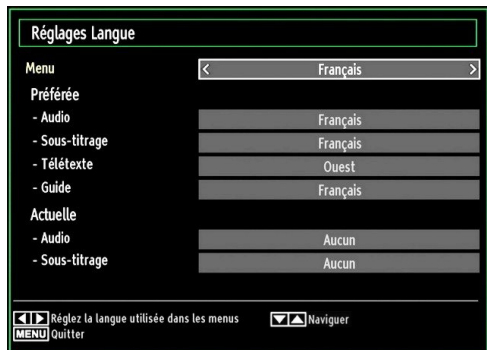 Réglages Langue
Menu < Français >
Préférée
- Audio Français
- Sous-titrage Français
- Télétexte Ouest
- Guide Français
Actuelle
- Audio Aucun
- Sous-titrage Aucun
Réglez la langue utilisée dans les menus Naviguer
MENU Quitter